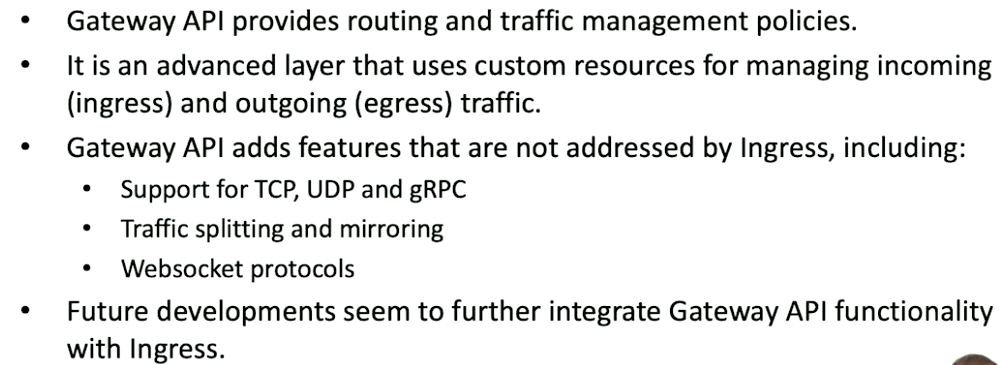 • Gateway API provides routing and traffic management policies.
• It is an advanced layer that uses custom resources for managing incoming
(ingress) and outgoing (egress) traffic.
• Gateway API adds features that are not addressed by Ingress, including:
• Support for TCP, UDP and gRPC
• Traffic splitting and mirroring
• Websocket protocols
• Future developments seem to further integrate Gateway API functionality
with Ingress.